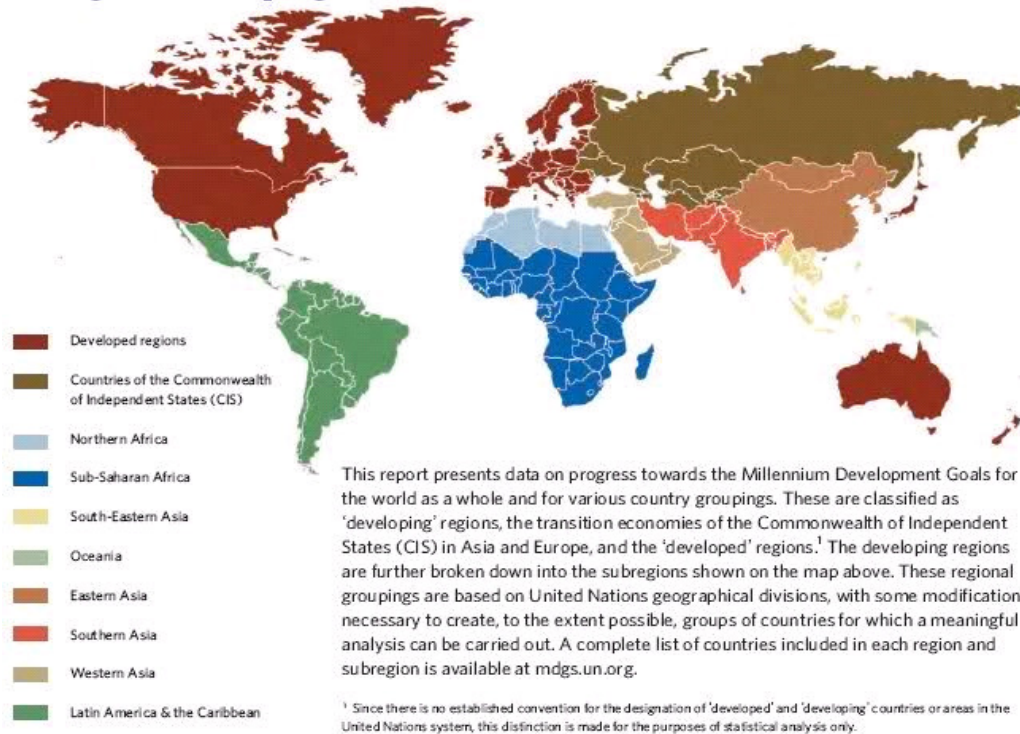 Developed regions
Countries of the Commonwealth
of Independent States (CIS)
Northern Africa
Sub-Saharan Africa
South-Eastern Asia
Oceania
Eastern Asia
Southern Asia
Western Asia
Latin America & the Caribbean
This report presents data on progress towards the Millennium Development Goals for
the world as a whole and for various country groupings. These are classified as
‘developing’ regions, the transition economies of the Commonwealth of Independent
States (CIS) in Asia and Europe, and the ‘developed’ regions.¹ The developing regions
are further broken down into the subregions shown on the map above. These regional
groupings are based on United Nations geographical divisions, with some modification
necessary to create, to the extent possible, groups of countries for which a meaningful
analysis can be carried out. A complete list of countries included in each region and
subregion is available at mdgs.un.org.
¹ Since there is no established convention for the designation of ‘developed’ and ‘developing’ countries or areas in the
United Nations system, this distinction is made for the purposes of statistical analysis only.